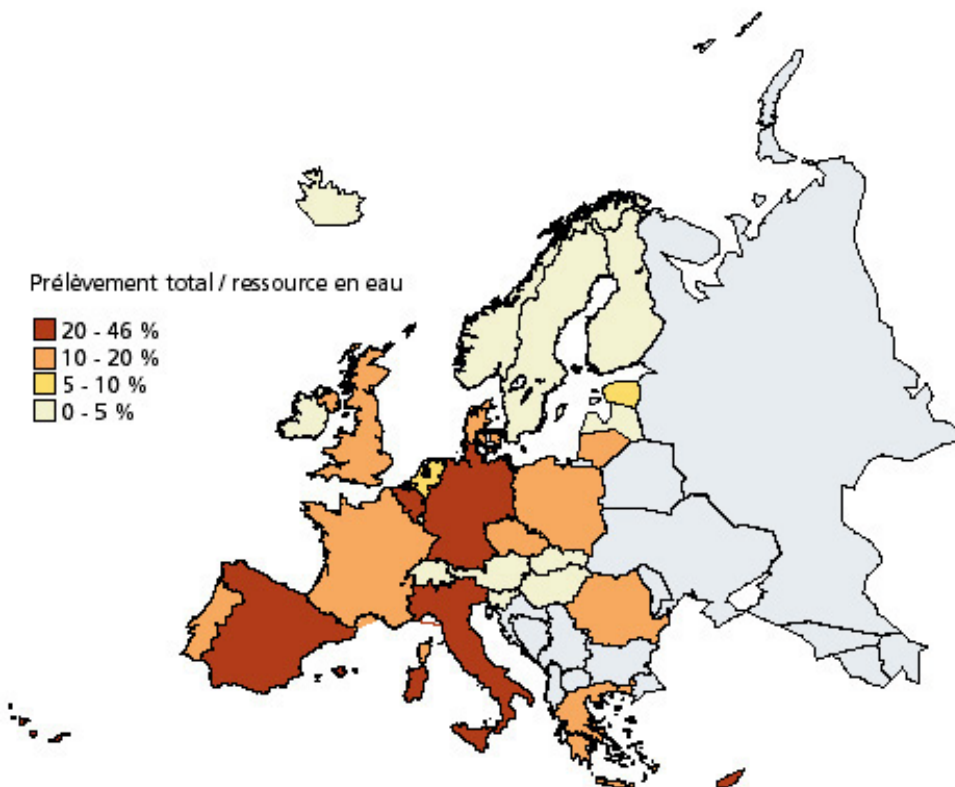 Prélèvement total / ressource en eau
20 - 46 %
10 - 20 %
5 - 10 %
0 - 5 %